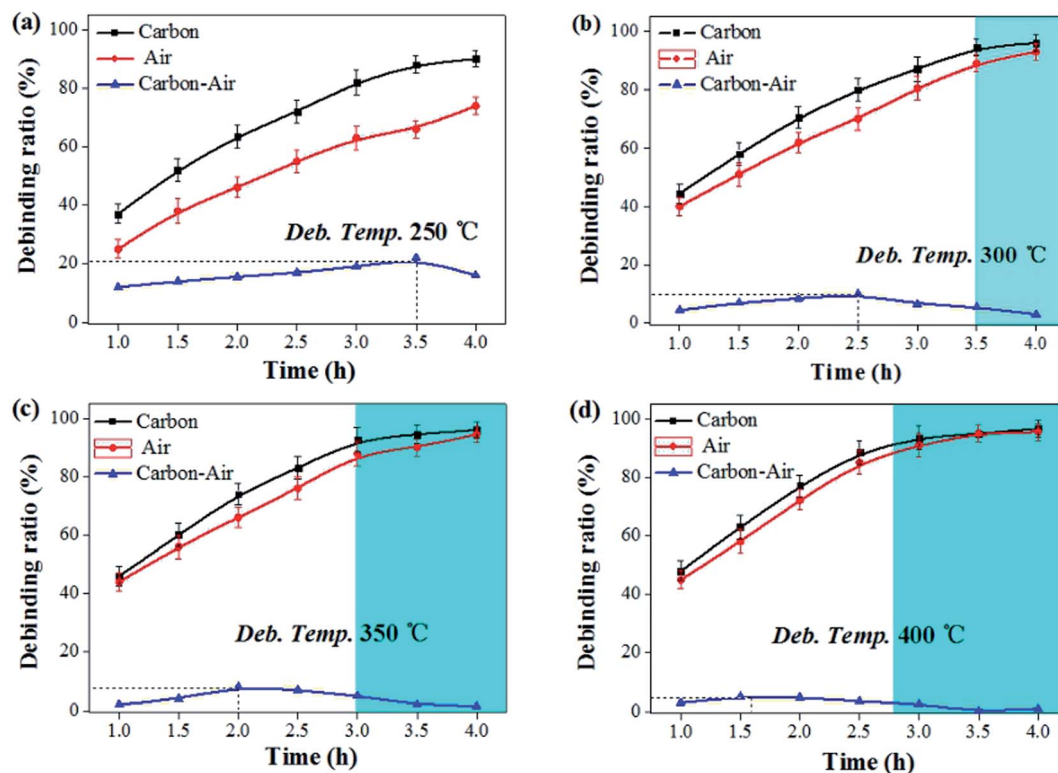 (a)
Debinding ratio (%)
100
80
60
40
20
0
Carbon
Air
Carbon-Air
Deb. Temp. 250 ℃
1.0 1.5 2.0 2.5 3.0 3.5 4.0
Time (h)
(b)
Debinding ratio (%)
100
80
60
40
20
0
Carbon
Air
Carbon-Air
Deb. Temp. 300 ℃
1.0 1.5 2.0 2.5 3.0 3.5 4.0
Time (h)
(c)
Debinding ratio (%)
100
80
60
40
20
0
Carbon
Air
Carbon-Air
Deb. Temp. 350 ℃
1.0 1.5 2.0 2.5 3.0 3.5 4.0
Time (h)
(d)
Debinding ratio (%)
100
80
60
40
20
0
Carbon
Air
Carbon-Air
Deb. Temp. 400 ℃
1.0 1.5 2.0 2.5 3.0 3.5 4.0
Time (h)